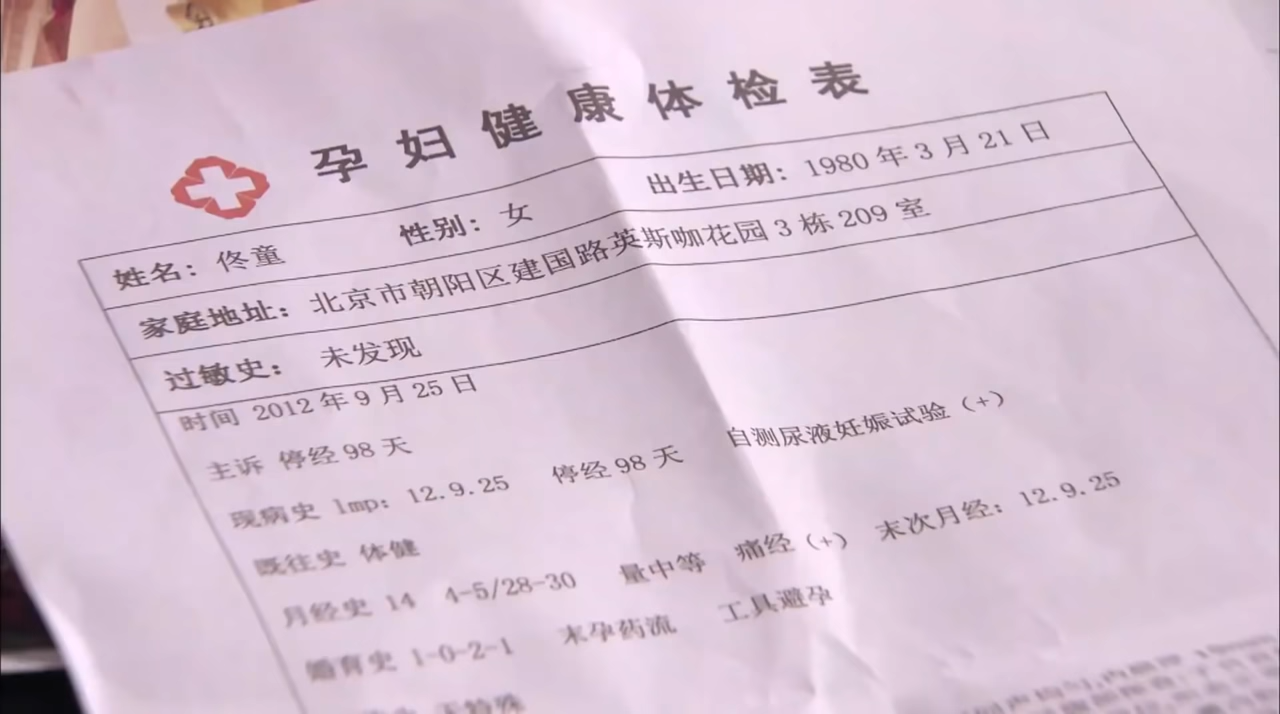 孕妇健康体检表
姓名：佟童 性别：女 出生日期：1980年3月21日
家庭地址：北京市朝阳区建国路英斯咖花园3栋209室
过敏史：未发现
时间 2012年9月25日
主诉 停经98天
现病史 lmp：12.9.25 停经98天 自测尿液妊娠试验（+）
既往史 体健
月经史 14 4-5/28-30 量中等 痛经（+） 末次月经：12.9.25
婚育史 1-0-2-1 末孕药流 工具避孕
无特殊